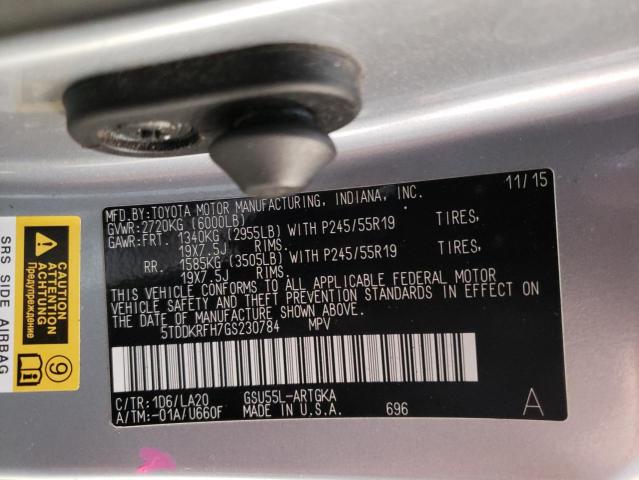 MFD.BY:TOYOTA MOTOR MANUFACTURING, INDIANA, INC. 11/15
GVWR:2720KG (6000LB)
GAWR:FRT. 1340KG (2955LB) WITH P245/55R19 TIRES,
19X7.5J RIMS.
RR. 1585KG (3505LB) WITH P245/55R19 TIRES,
19X7.5J RIMS.
THIS VEHICLE CONFORMS TO ALL APPLICABLE FEDERAL MOTOR
VEHICLE SAFETY AND THEFT PREVENTION STANDARDS IN EFFECT ON
THE DATE OF MANUFACTURE SHOWN ABOVE.
5TDDKRFH7GS230784 MPV
C/TR:1D6/LA20 GSU55L-ARTGKA
A/TM:-01A/U660F MADE IN U.S.A. 696 A
CAUTION
ATTENTION
ACHTUNG
Предупреждение
9
SRS SIDE AIRBAG